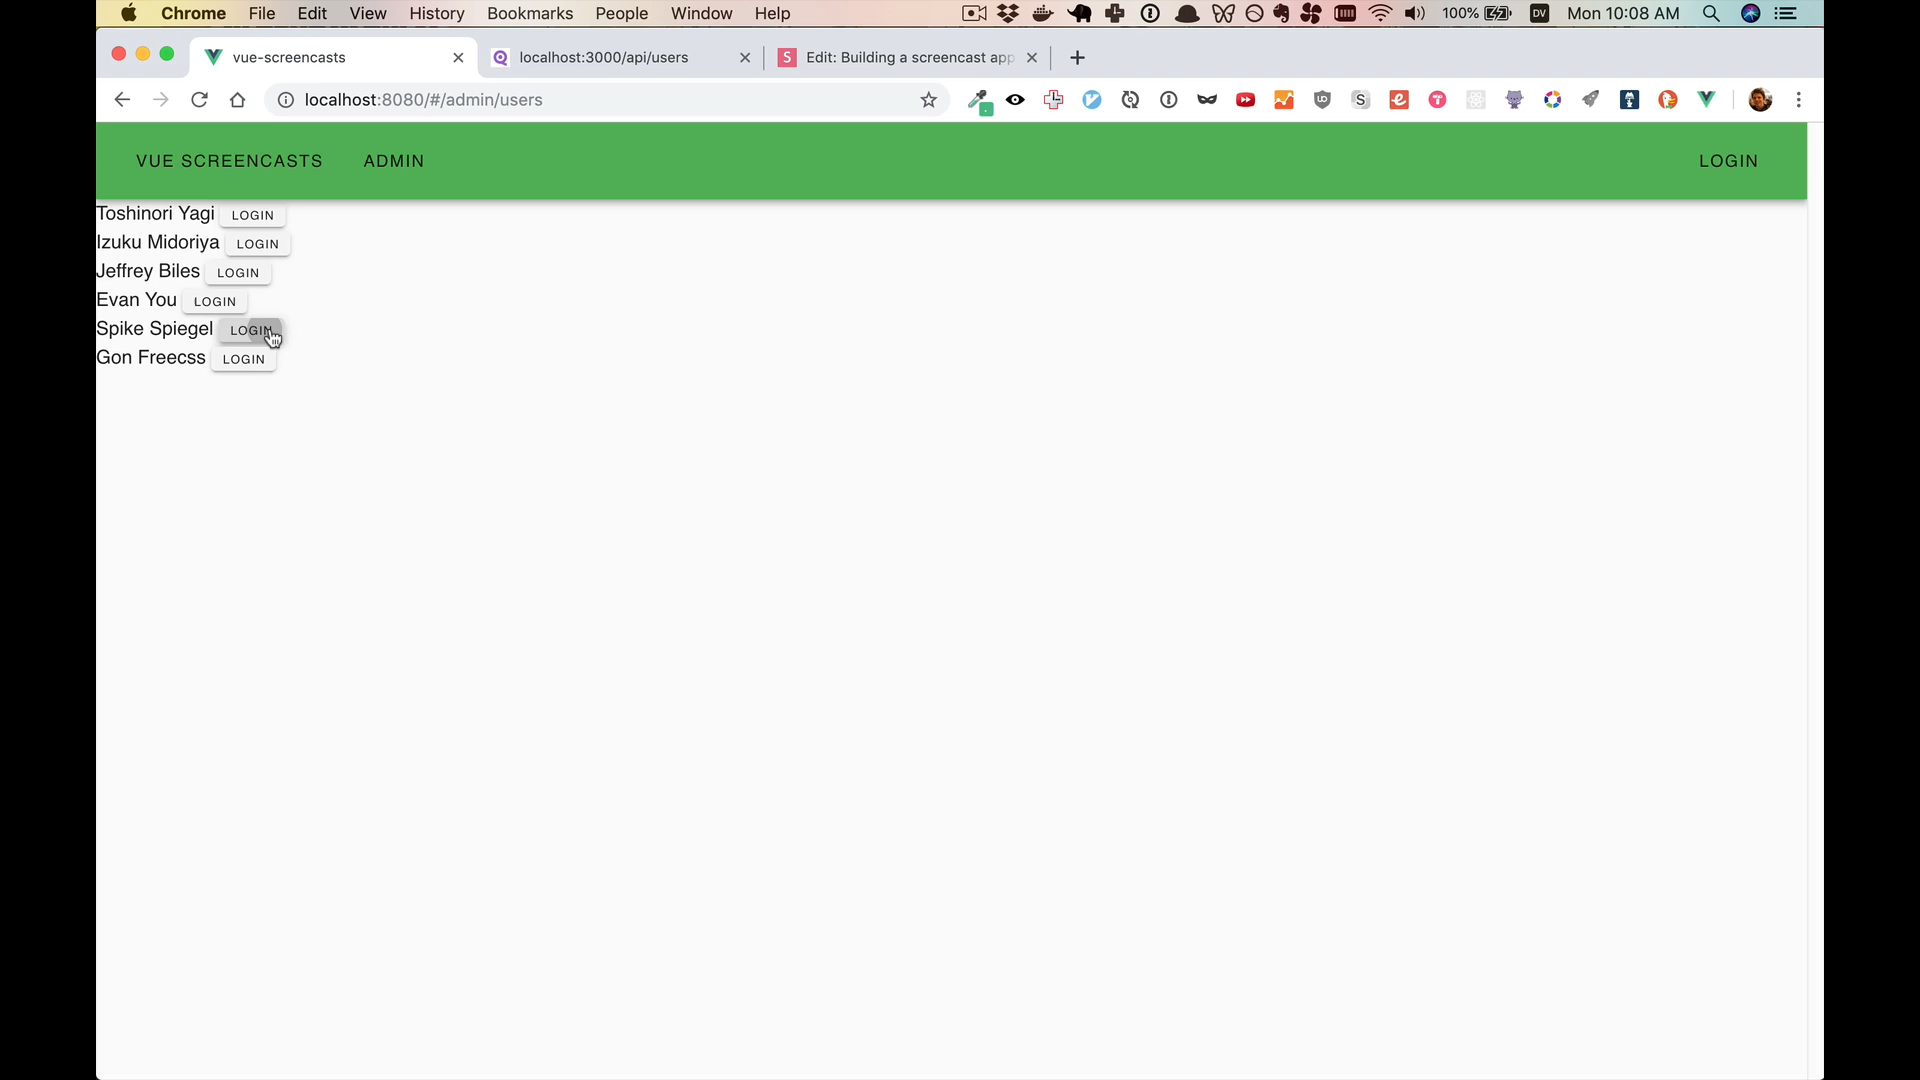 Chrome File Edit View History Bookmarks People Window Help 100% DV Mon 10:08 AM
vue-screencasts localhost:3000/api/users S Edit: Building a screencast app
localhost:8080/#/admin/users
VUE SCREENCASTS ADMIN LOGIN
Toshinori Yagi LOGIN
Izuku Midoriya LOGIN
Jeffrey Biles LOGIN
Evan You LOGIN
Spike Spiegel LOGIN
Gon Freecss LOGIN